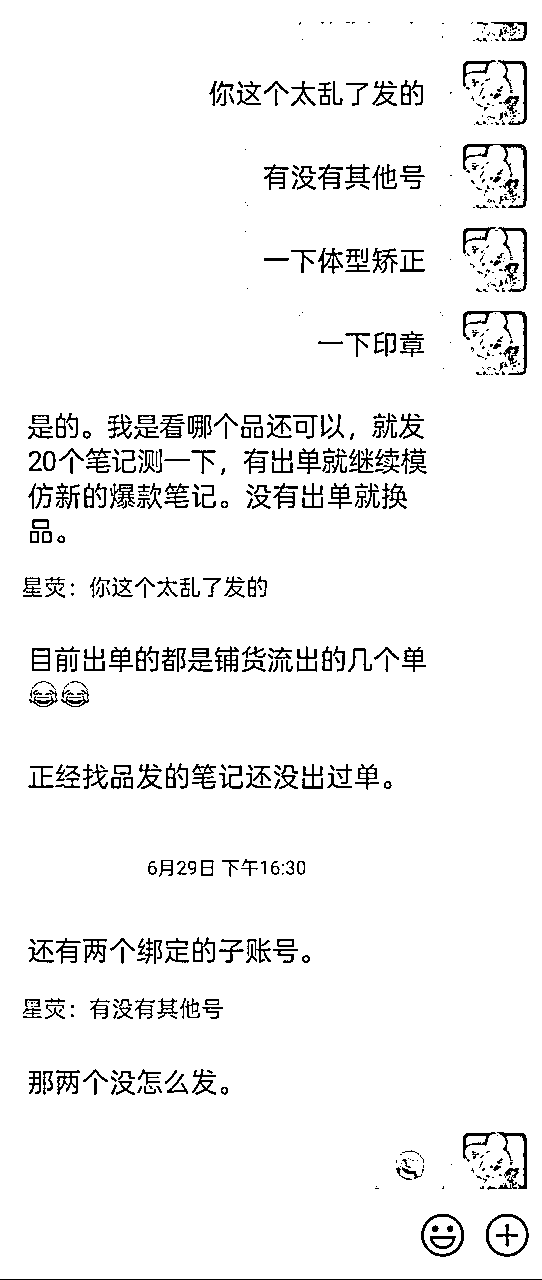 你这个太乱了发的
有没有其他号
一下体型矫正
一下印章
是的。我是看哪个品还可以，就发
20个笔记测一下，有出单就继续模
仿新的爆款笔记。没有出单就换
品。
星荧：你这个太乱了发的
目前出单的都是铺货流出的几个单
😂😂
正经找品发的笔记还没出过单。
6月29日 下午16:30
还有两个绑定的子账号。
星荧：有没有其他号
那两个没怎么发。